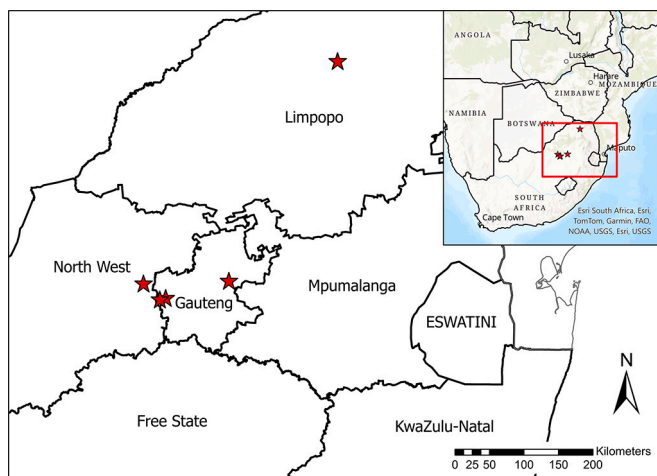 Limpopo
North West
Gauteng
Mpumalanga
ESWATINI
Free State
KwaZulu-Natal
ANGOLA
Lusaka
Harare
MOZAMBIQUE
ZIMBABWE
NAMIBIA
BOTSWANA
Maputo
SOUTH
AFRICA
Cape Town
Esri South Africa, Esri,
TomTom, Garmin, FAO,
NOAA, USGS, Esri, USGS
N
Kilometers
0 25 50 100 150 200